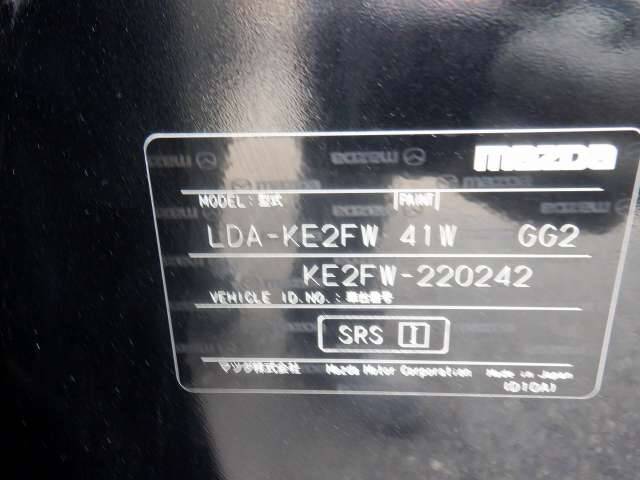 mazda
MODEL:型式 PAINT
LDA-KE2FW 41W GG2
KE2FW-220242
VEHICLE ID.NO.:車台番号
SRS I
マツダ株式会社 Mazda Motor Corporation Made in Japan